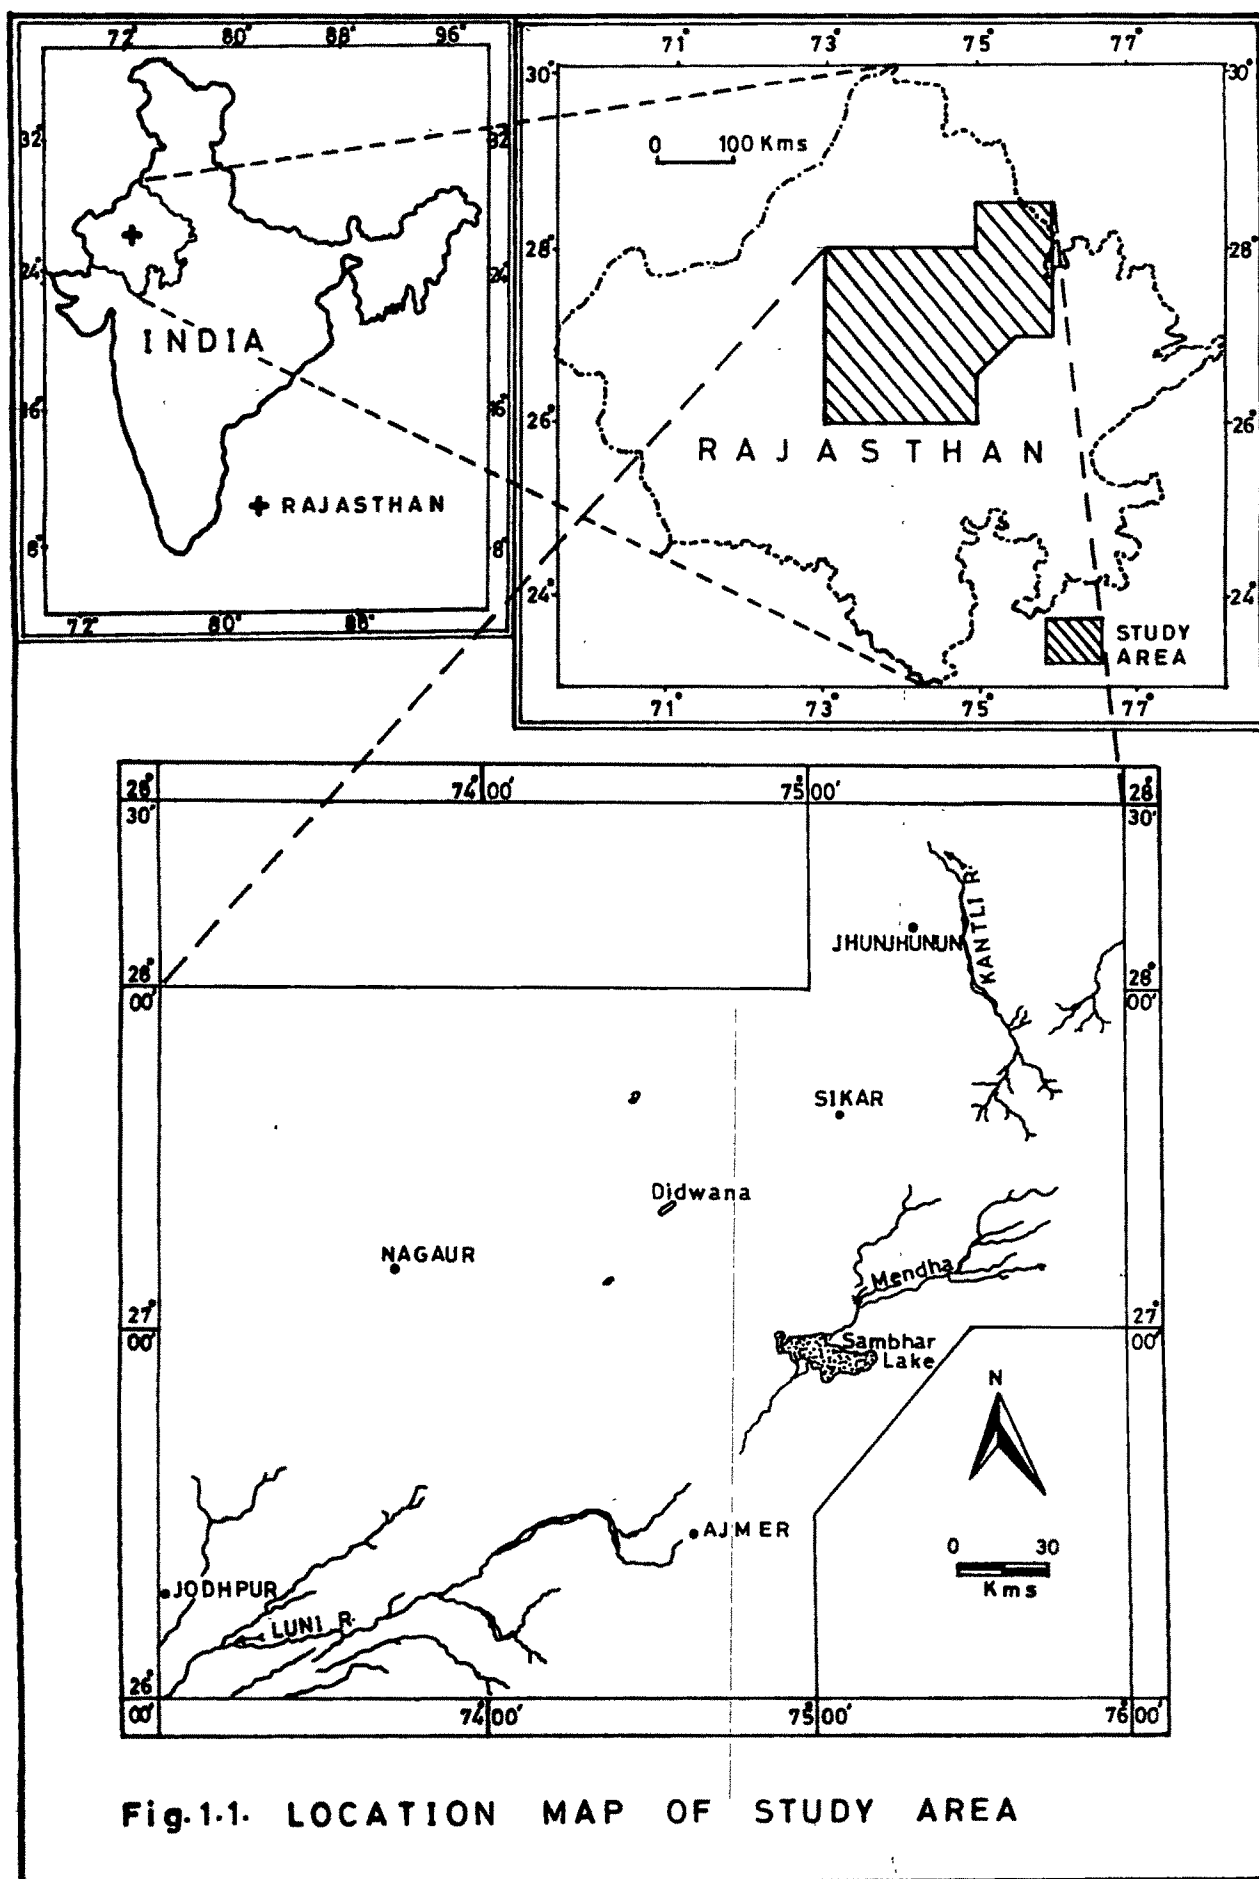 72° 80° 88° 96°
32° 32°
24° 24°
INDIA
16° 16°
✚ RAJASTHAN
8° 8°
72° 80° 88°
71° 73° 75° 77°
30° 30°
0 100 Kms
28° 28°
26° 26°
RAJASTHAN
24° 24°
STUDY
AREA
71° 73° 75° 77°
74°00' 75°00'
28° 28°
30' 30'
KANTLI R.
JHUNJHUNUN
28° 28°
00' 00'
SIKAR
Didwana
NAGAUR
Mendha
27° 27°
00' 00'
Sambhar
Lake
N
AJMER
0 30
Kms
JODHPUR
LUNI R.
26°
00'
74°00' 75°00' 76°00'
Fig.1.1. LOCATION MAP OF STUDY AREA